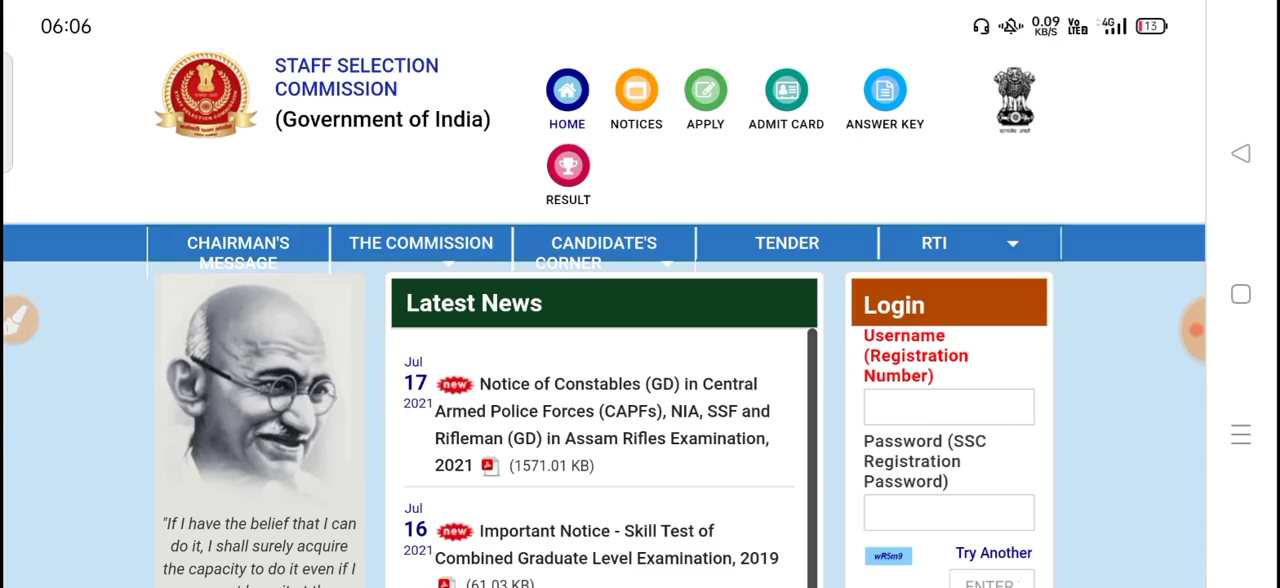 06:06
0.09
KB/S
Vo
LTE2
4G
13
STAFF SELECTION
COMMISSION
(Government of India)
HOME
NOTICES
APPLY
ADMIT CARD
ANSWER KEY
RESULT
CHAIRMAN'S
MESSAGE
THE COMMISSION
CANDIDATE'S
CORNER
TENDER
RTI
"If I have the belief that I can
do it, I shall surely acquire
the capacity to do it even if I
Latest News
Jul
17
2021
new Notice of Constables (GD) in Central
Armed Police Forces (CAPFs), NIA, SSF and
Rifleman (GD) in Assam Rifles Examination,
2021 (1571.01 KB)
Jul
16
2021
new Important Notice - Skill Test of
Combined Graduate Level Examination, 2019
(61.03 KB)
Login
Username
(Registration
Number)
Password (SSC
Registration
Password)
wR5m9
Try Another
ENTER